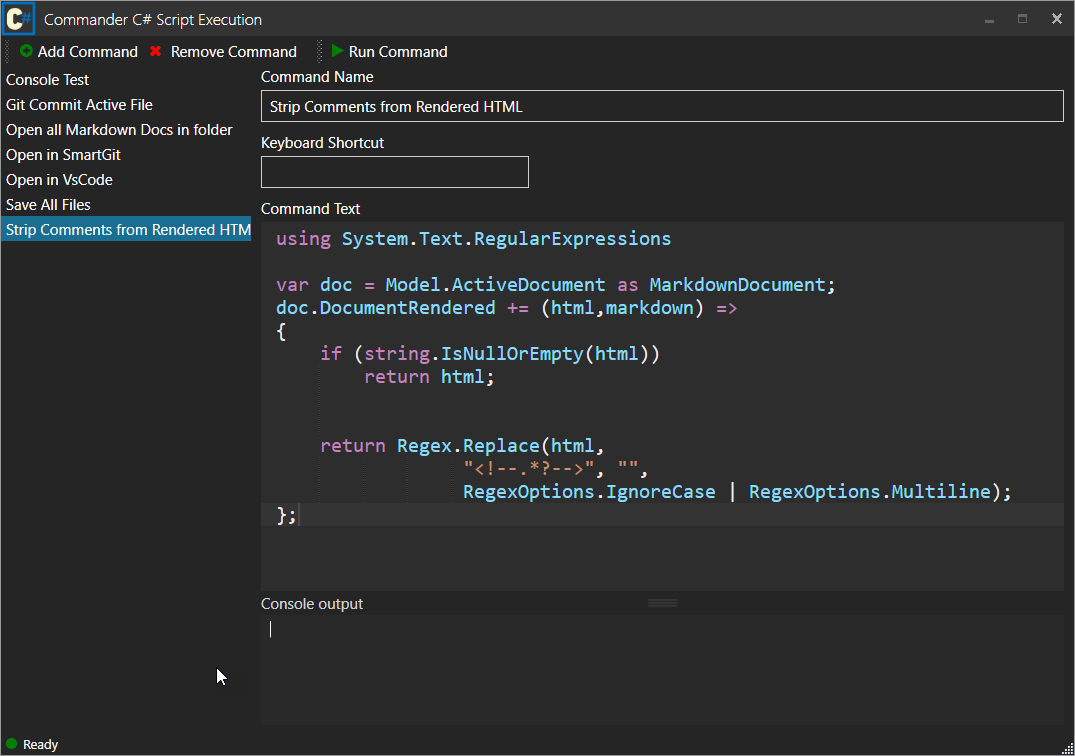 C#
Commander C# Script Execution
Add Command
Remove Command
Run Command
Console Test
Git Commit Active File
Open all Markdown Docs in folder
Open in SmartGit
Open in VsCode
Save All Files
Strip Comments from Rendered HTM
Command Name
Strip Comments from Rendered HTML
Keyboard Shortcut
Command Text
using System.Text.RegularExpressions
var doc = Model.ActiveDocument as MarkdownDocument;
doc.DocumentRendered += (html,markdown) =>
{
if (string.IsNullOrEmpty(html))
return html;
return Regex.Replace(html,
"<!--.*?-->", "",
RegexOptions.IgnoreCase | RegexOptions.Multiline);
};
Console output
Ready